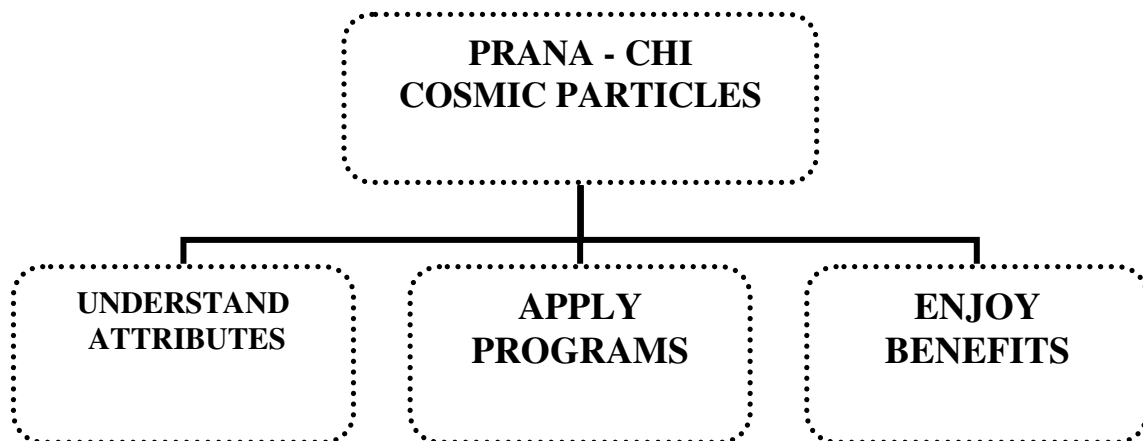 PRANA - CHI
COSMIC PARTICLES
UNDERSTAND
ATTRIBUTES
APPLY
PROGRAMS
ENJOY
BENEFITS